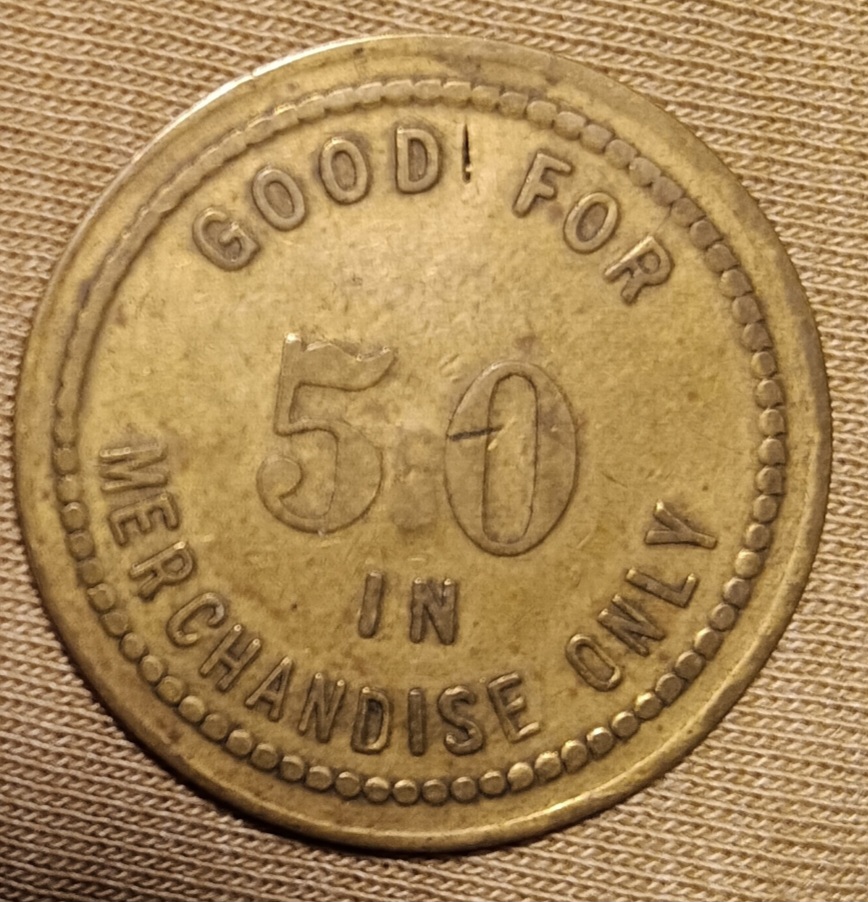 GOOD FOR
50
IN
MERCHANDISE ONLY